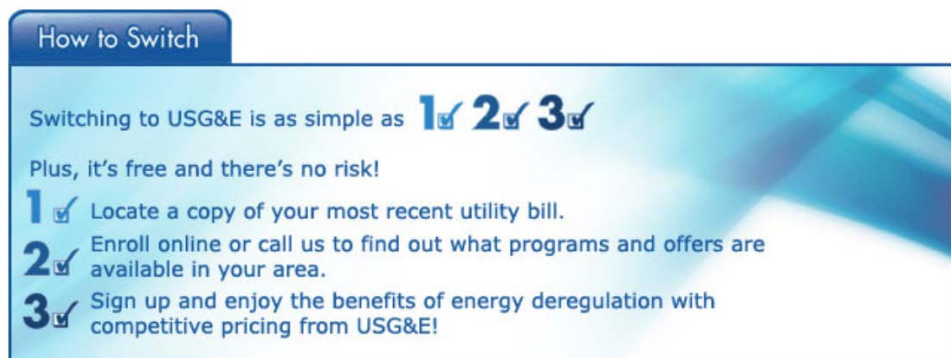 How to Switch
Switching to USG&E is as simple as 1 2 3
Plus, it's free and there's no risk!
1 Locate a copy of your most recent utility bill.
2 Enroll online or call us to find out what programs and offers are
available in your area.
3 Sign up and enjoy the benefits of energy deregulation with
competitive pricing from USG&E!